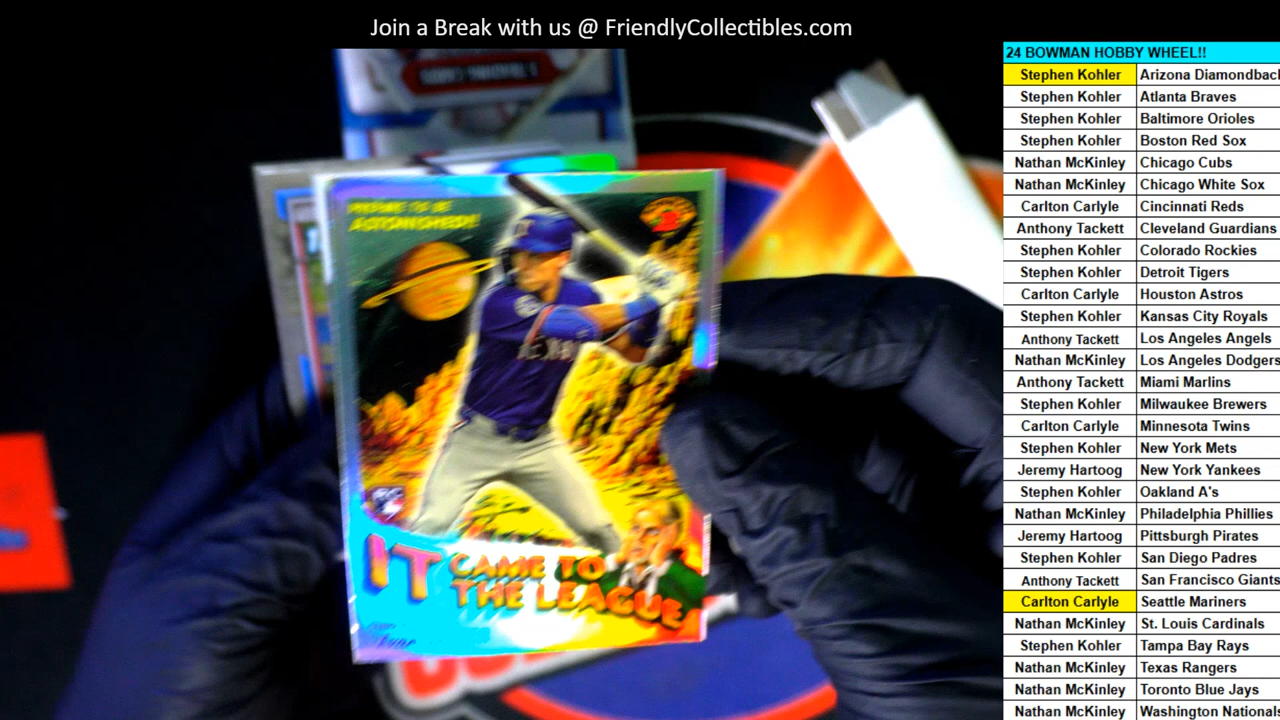 Join a Break with us @ FriendlyCollectibles.com
24 BOWMAN HOBBY WHEEL!!
Stephen Kohler Arizona Diamondbac
Stephen Kohler Atlanta Braves
Stephen Kohler Baltimore Orioles
Stephen Kohler Boston Red Sox
Nathan McKinley Chicago Cubs
Nathan McKinley Chicago White Sox
Carlton Carlyle Cincinnati Reds
Anthony Tackett Cleveland Guardians
Stephen Kohler Colorado Rockies
Stephen Kohler Detroit Tigers
Carlton Carlyle Houston Astros
Stephen Kohler Kansas City Royals
Anthony Tackett Los Angeles Angels
Nathan McKinley Los Angeles Dodgers
Anthony Tackett Miami Marlins
Stephen Kohler Milwaukee Brewers
Carlton Carlyle Minnesota Twins
Stephen Kohler New York Mets
Jeremy Hartoog New York Yankees
Stephen Kohler Oakland A's
Nathan McKinley Philadelphia Phillies
Jeremy Hartoog Pittsburgh Pirates
Stephen Kohler San Diego Padres
Anthony Tackett San Francisco Giants
Carlton Carlyle Seattle Mariners
Nathan McKinley St. Louis Cardinals
Stephen Kohler Tampa Bay Rays
Nathan McKinley Texas Rangers
Nathan McKinley Toronto Blue Jays
Nathan McKinley Washington Nationals
PREPARE TO BE
ASTONISHED!!
RC
IT CAME TO
THE LEAGUE